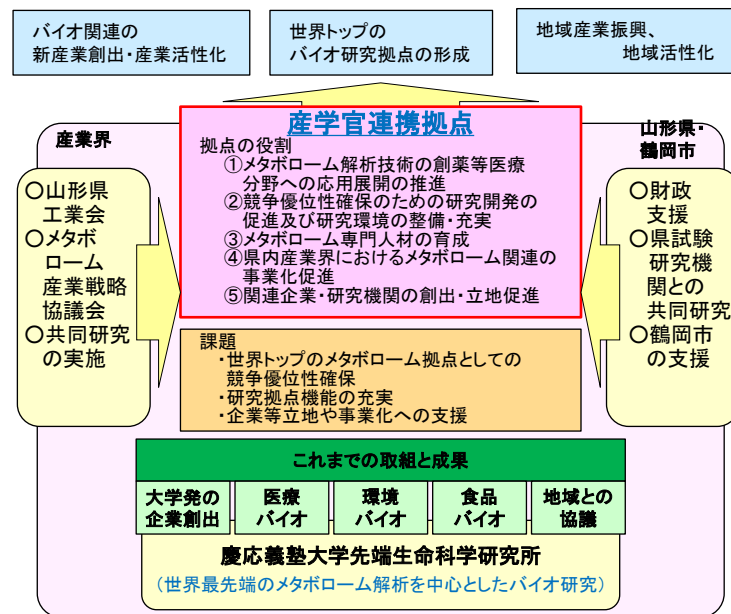 バイオ関連の
新産業創出・産業活性化
世界トップの
バイオ研究拠点の形成
地域産業振興、
地域活性化
産業界
○山形県
工業会
○メタボ
ローム
産業戦略
協議会
○共同研究
の実施
産学官連携拠点
拠点の役割
①メタボローム解析技術の創薬等医療
分野への応用展開の推進
②競争優位性確保のための研究開発の
促進及び研究環境の整備・充実
③メタボローム専門人材の育成
④県内産業界におけるメタボローム関連の
事業化促進
⑤関連企業・研究機関の創出・立地促進
山形県・
鶴岡市
○財政
支援
○県試験
研究機
関との
共同研究
○鶴岡市
の支援
課題
・世界トップのメタボローム拠点としての
競争優位性確保
・研究拠点機能の充実
・企業等立地や事業化への支援
これまでの取組と成果
大学発の
企業創出
医療
バイオ
環境
バイオ
食品
バイオ
地域との
協議
慶応義塾大学先端生命科学研究所
(世界最先端のメタボローム解析を中心としたバイオ研究)